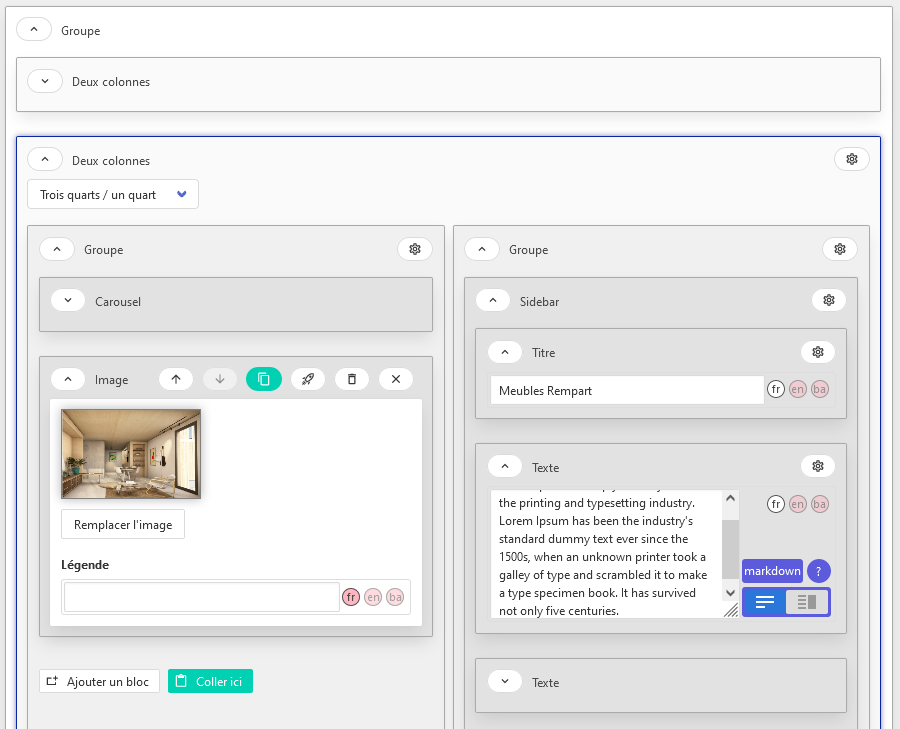 Groupe
Deux colonnes
Deux colonnes
Trois quarts / un quart
Groupe
Carousel
Image
Remplacer l'image
Légende
fr en ba
Ajouter un bloc
Coller ici
Groupe
Sidebar
Titre
Meubles Rempart
fr en ba
Texte
the printing and typesetting industry.
Lorem Ipsum has been the industry's
standard dummy text ever since the
1500s, when an unknown printer took a
galley of type and scrambled it to make
a type specimen book. It has survived
not only five centuries.
fr en ba
markdown ?
Texte